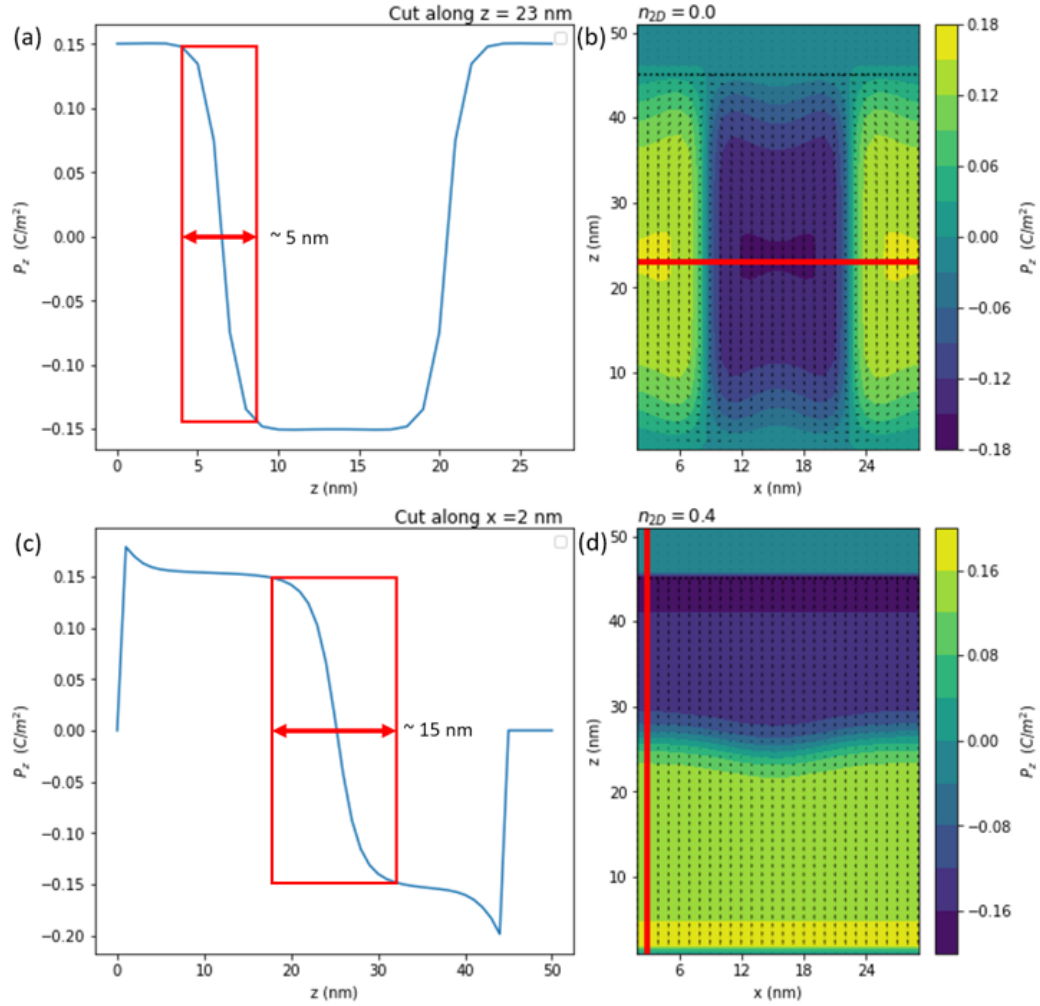 Cut along z = 23 nm
(a)
0.15
0.10
0.05
0.00
−0.05
−0.10
−0.15
P_z (C/m²)
~ 5 nm
0 5 10 15 20 25
z (nm)
n_2D = 0.0
(b)
50
40
30
20
10
z (nm)
6 12 18 24
x (nm)
0.18
0.12
0.06
0.00
−0.06
−0.12
−0.18
P_z (C/m²)
Cut along x =2 nm
(c)
0.15
0.10
0.05
0.00
−0.05
−0.10
−0.15
−0.20
P_z (C/m²)
~ 15 nm
0 10 20 30 40 50
z (nm)
n_2D = 0.4
(d)
50
40
30
20
10
z (nm)
6 12 18 24
x (nm)
0.16
0.08
0.00
−0.08
−0.16
P_z (C/m²)